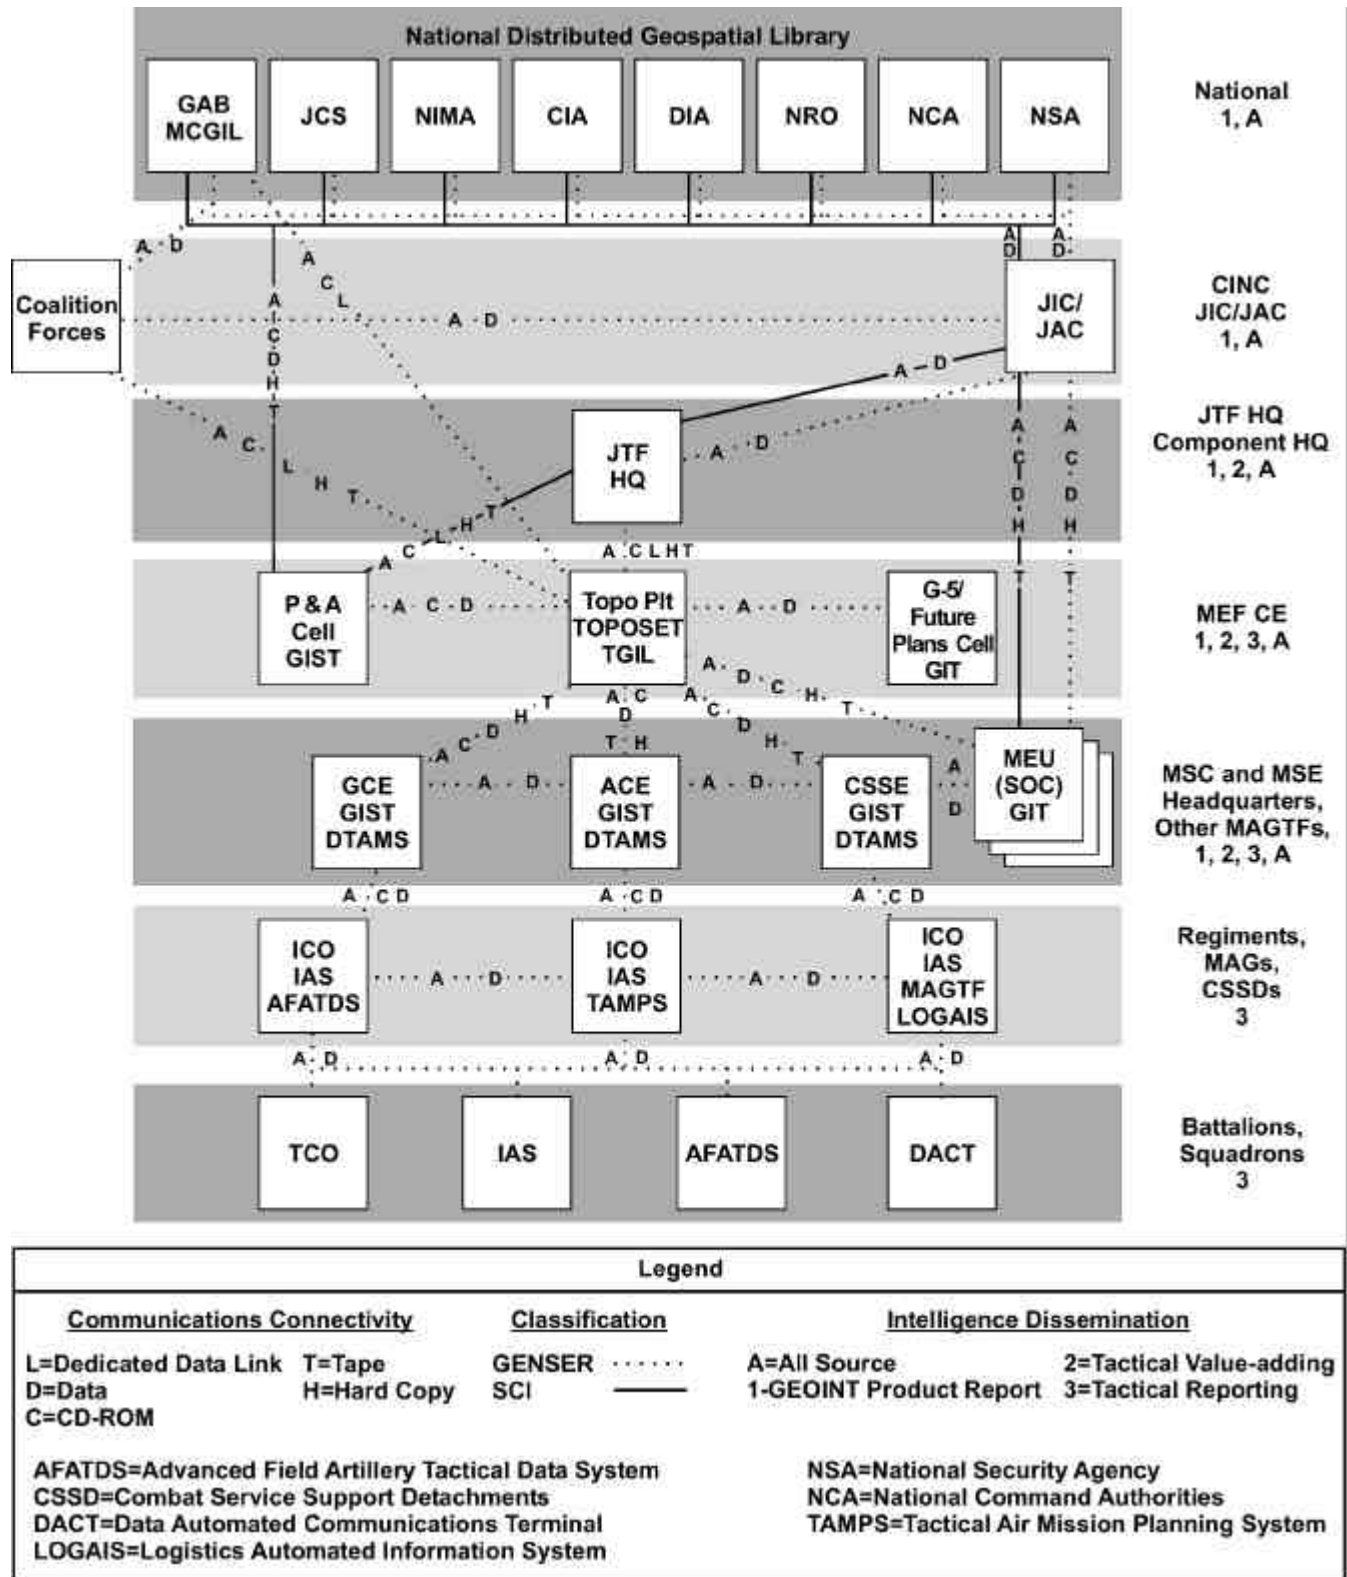 National Distributed Geospatial Library
GAB
MCGIL
JCS
NIMA
CIA
DIA
NRO
NCA
NSA
National
1, A
A D
A
C
L
A
D
A
D
Coalition
Forces
A
C
D
H
T
A D
JIC/
JAC
CINC
JIC/JAC
1, A
A D
A C L H T
JTF
HQ
A D
A
C
D
H
T
A
C
D
H
T
JTF HQ
Component HQ
1, 2, A
A C L H T
A C L H T
P & A
Cell
GIST
A C D
Topo Plt
TOPOSET
TGIL
A D
G-5/
Future
Plans Cell
GIT
MEF CE
1, 2, 3, A
A C D H T
A C
D
T H
A C D H T
A D C H T
GCE
GIST
DTAMS
A D
ACE
GIST
DTAMS
A D
CSSE
GIST
DTAMS
A
D
MEU
(SOC)
GIT
MSC and MSE
Headquarters,
Other MAGTFs,
1, 2, 3, A
A C D
A C D
A C D
ICO
IAS
AFATDS
A D
ICO
IAS
TAMPS
A D
ICO
IAS
MAGTF
LOGAIS
Regiments,
MAGs,
CSSDs
3
A D
A D
A D
TCO
IAS
AFATDS
DACT
Battalions,
Squadrons
3
Legend
Communications Connectivity
L=Dedicated Data Link T=Tape
D=Data H=Hard Copy
C=CD-ROM
Classification
GENSER
SCI
Intelligence Dissemination
A=All Source 2=Tactical Value-adding
1-GEOINT Product Report 3=Tactical Reporting
AFATDS=Advanced Field Artillery Tactical Data System
CSSD=Combat Service Support Detachments
DACT=Data Automated Communications Terminal
LOGAIS=Logistics Automated Information System
NSA=National Security Agency
NCA=National Command Authorities
TAMPS=Tactical Air Mission Planning System